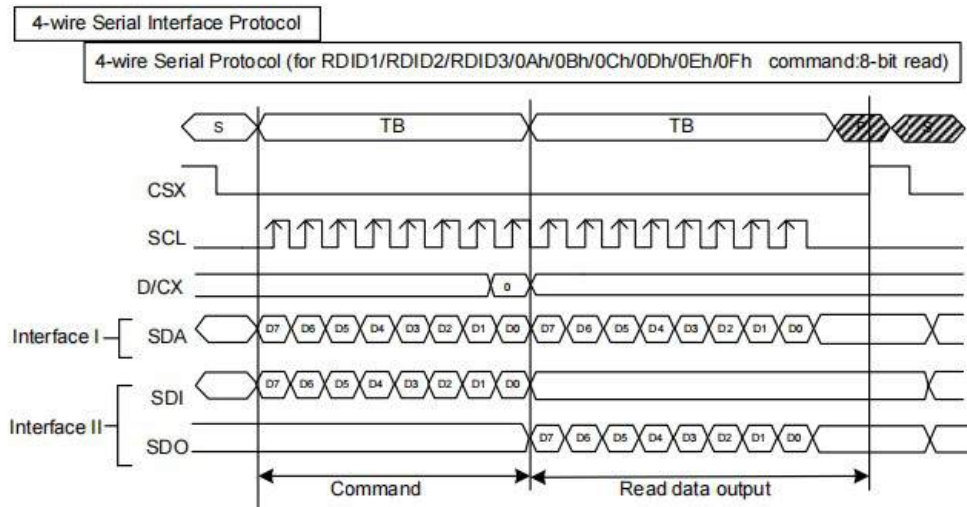 4-wire Serial Interface Protocol
4-wire Serial Protocol (for RDID1/RDID2/RDID3/0Ah/0Bh/0Ch/0Dh/0Eh/0Fh command:8-bit read)
S TB TB P S
CSX
SCL
D/CX 0
Interface I SDA D7 D6 D5 D4 D3 D2 D1 D0 D7 D6 D5 D4 D3 D2 D1 D0
SDI D7 D6 D5 D4 D3 D2 D1 D0
Interface II
SDO D7 D6 D5 D4 D3 D2 D1 D0
Command Read data output